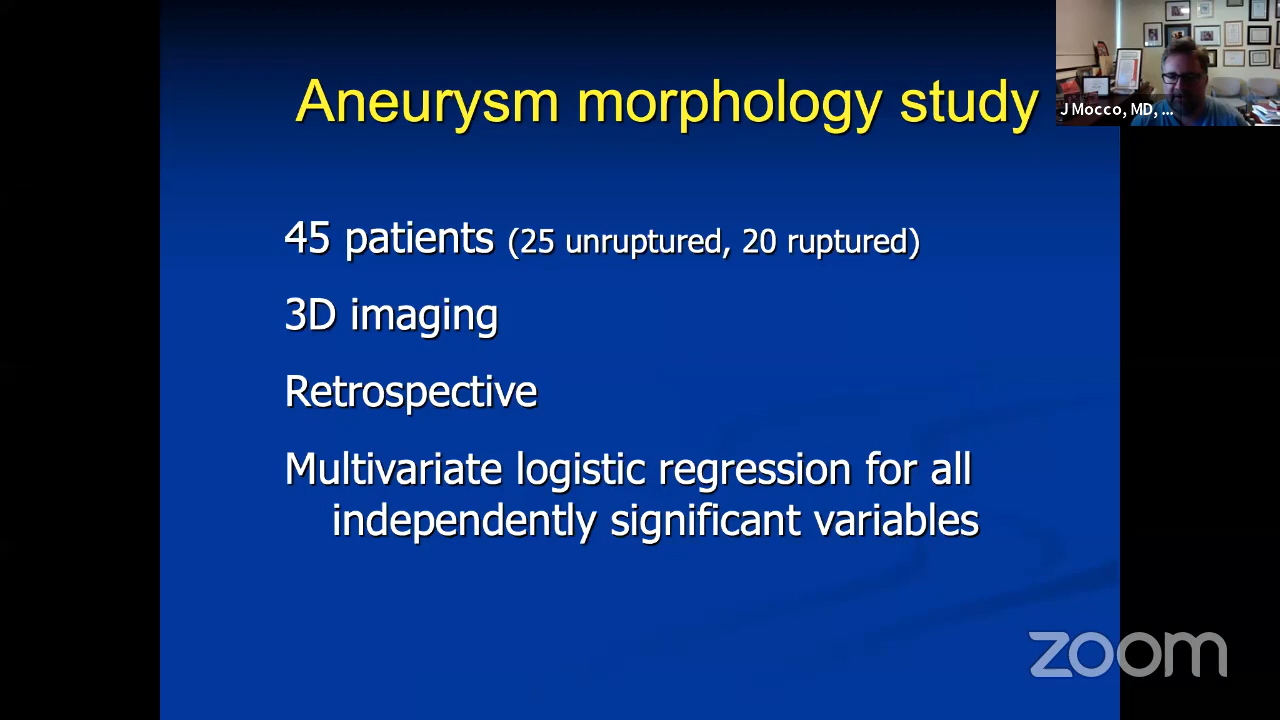 Aneurysm morphology study
J Mocco, MD, ...
45 patients (25 unruptured, 20 ruptured)
3D imaging
Retrospective
Multivariate logistic regression for all
independently significant variables
zoom